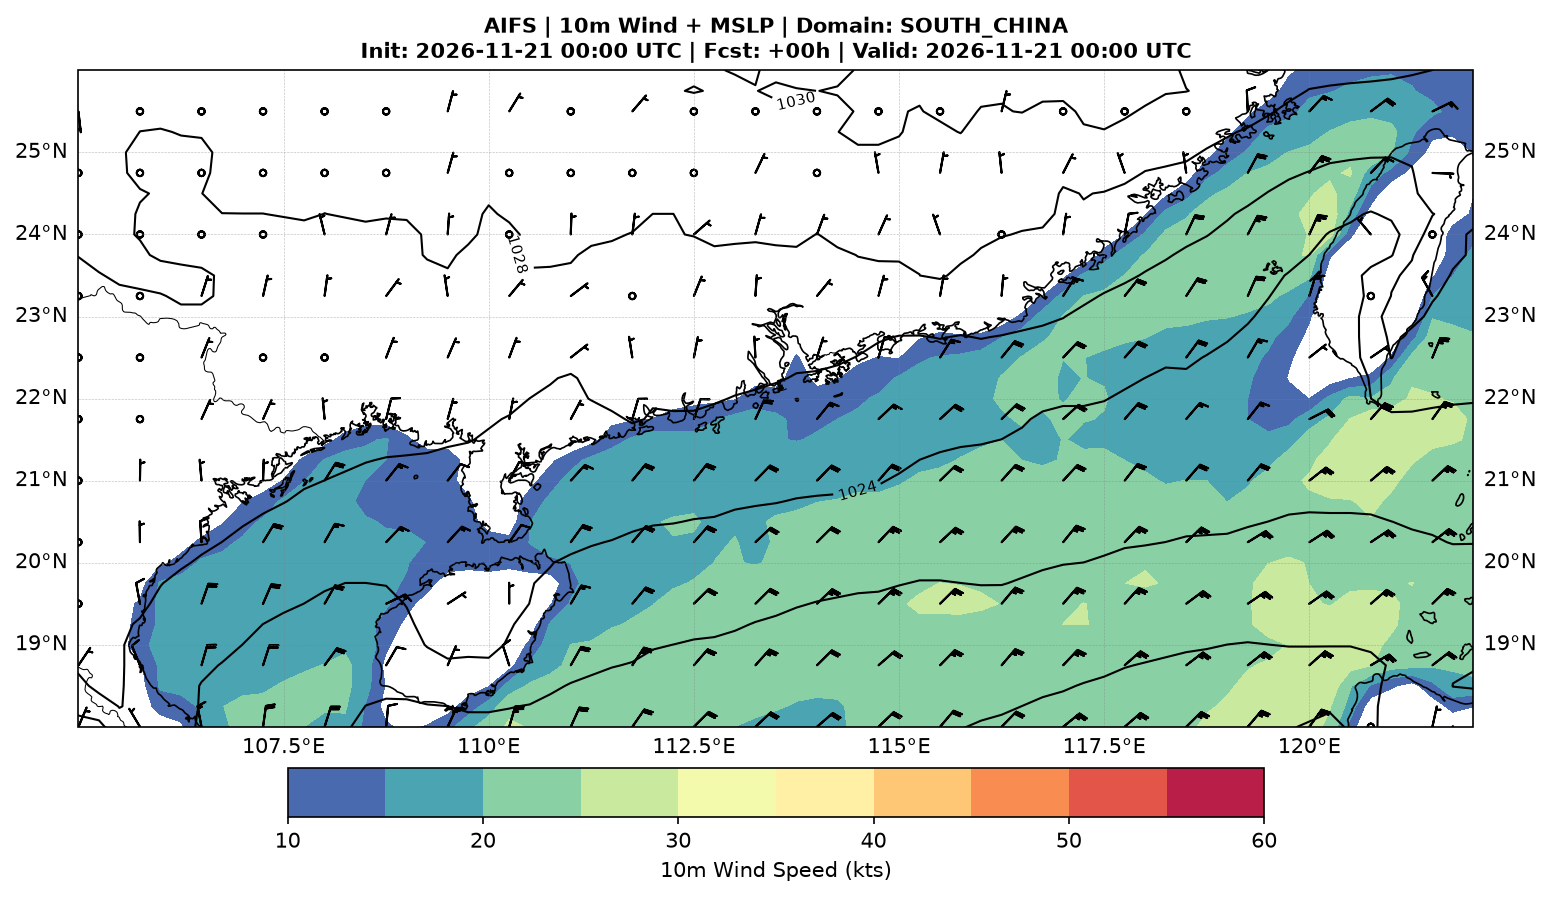 AIFS | 10m Wind + MSLP | Domain: SOUTH_CHINA
Init: 2026-11-21 00:00 UTC | Fcst: +00h | Valid: 2026-11-21 00:00 UTC
1030
25°N 25°N
24°N 24°N
1028
23°N 23°N
22°N 22°N
21°N 21°N
1024
20°N 20°N
19°N 19°N
107.5°E 110°E 112.5°E 115°E 117.5°E 120°E
10 20 30 40 50 60
10m Wind Speed (kts)